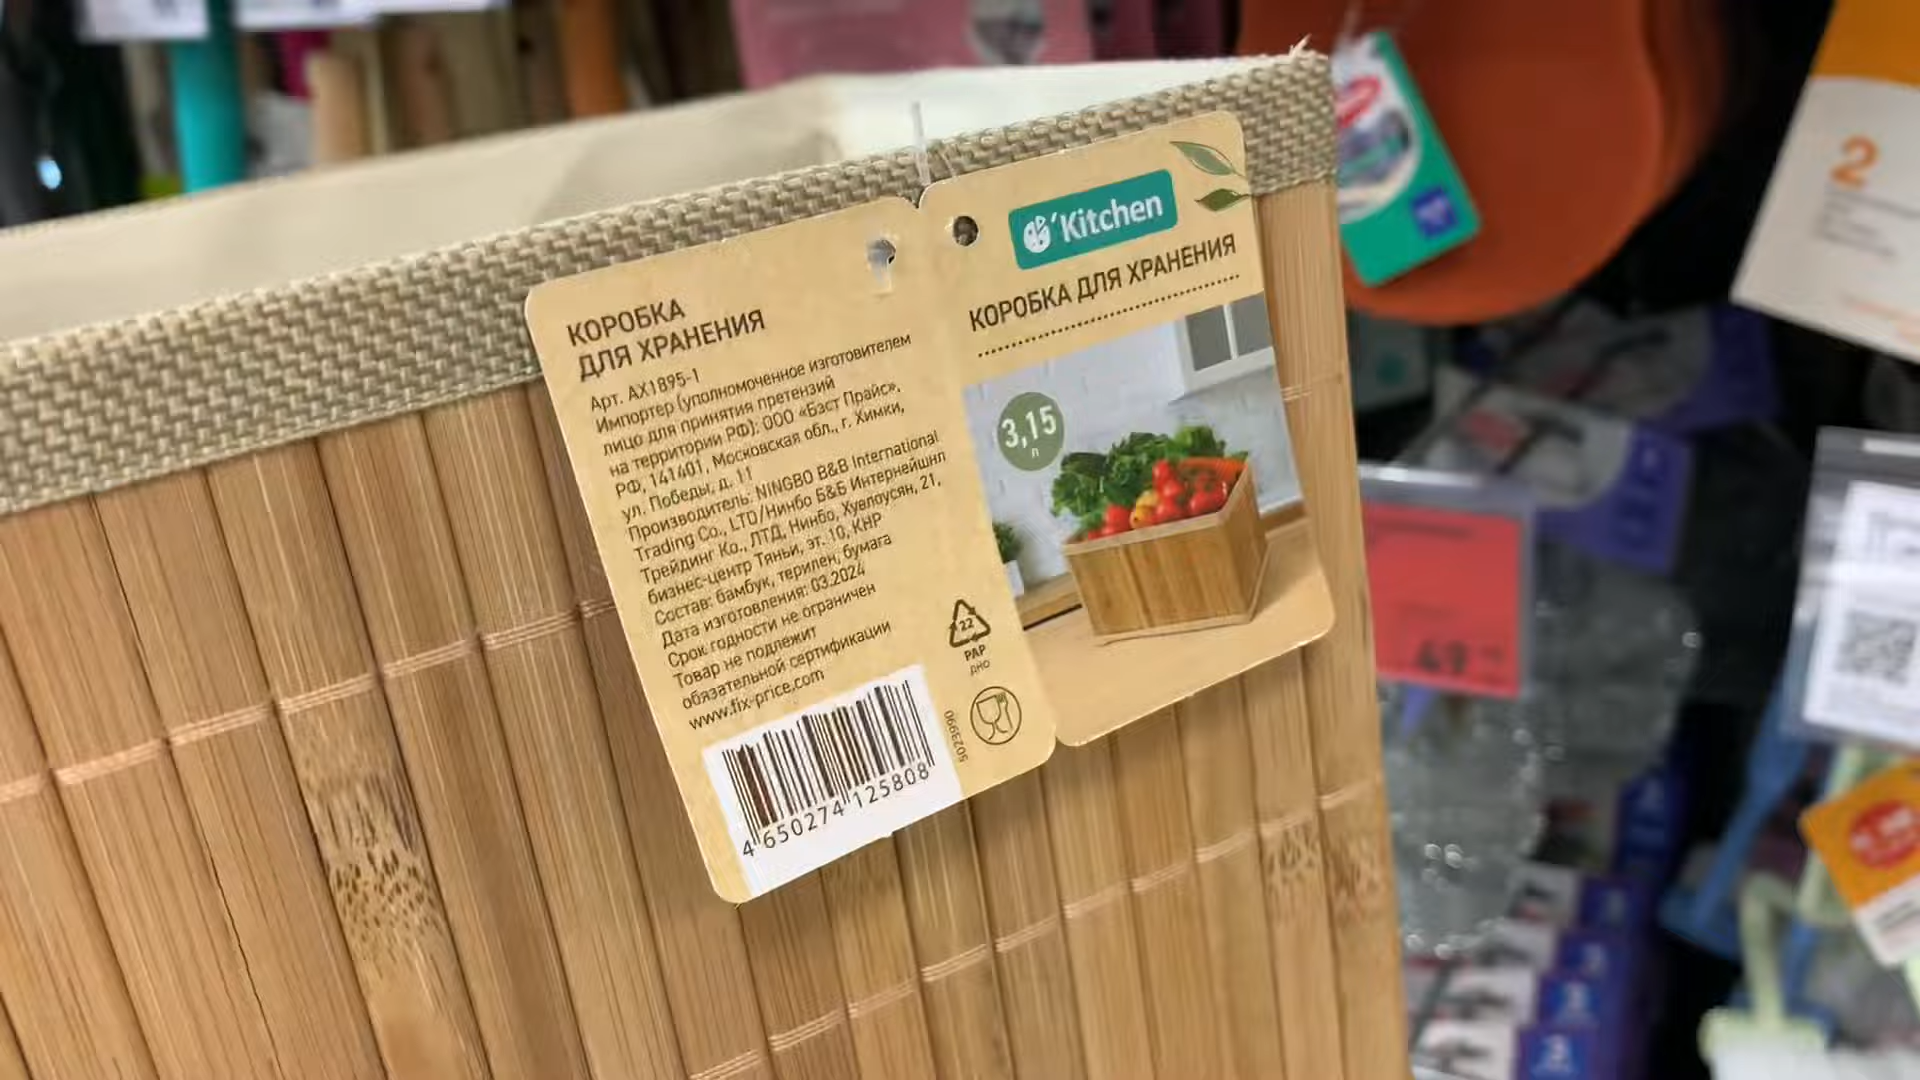 КОРОБКА
ДЛЯ ХРАНЕНИЯ
Арт. AX1895-1
Импортер (уполномоченное изготовителем
лицо для принятия претензий
на территории РФ): ООО «Бэст Прайс»,
РФ, 141401, Московская обл., г. Химки,
ул. Победы, д. 11
Производитель: NINGBO B&B International
Trading Co., LTD/Нинбо Б&Б Интернейшнл
Трейдинг Ко., ЛТД, Нинбо, Хувлоусян, 21,
бизнес-центр Тяньи, эт. 10, КНР
Состав: бамбук, терилен, бумага
Дата изготовления: 03.2024
Срок годности не ограничен
Товар не подлежит
обязательной сертификации
www.fix-price.com
22
PAP
дно
5023990
4 650274 125808
'Kitchen
КОРОБКА ДЛЯ ХРАНЕНИЯ
3,15
л
2
49